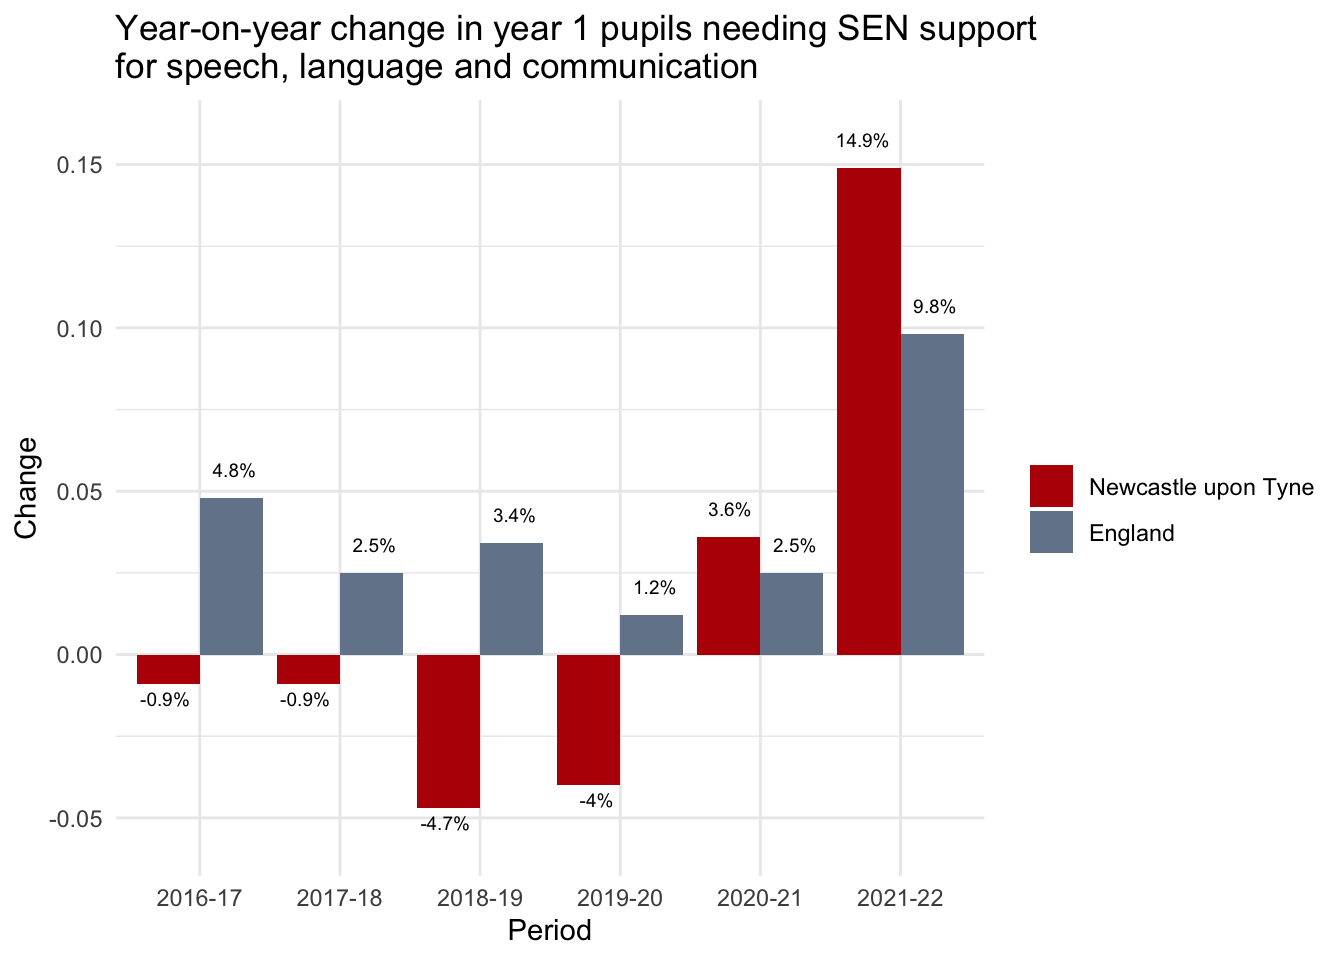 Year-on-year change in year 1 pupils needing SEN support
for speech, language and communication
14.9%
0.15
9.8%
0.10
4.8%
0.05
3.6%
3.4%
2.5%
2.5%
1.2%
0.00
-0.9%
-0.9%
-4%
-4.7%
-0.05
Change
2016-17 2017-18 2018-19 2019-20 2020-21 2021-22
Period
Newcastle upon Tyne
England